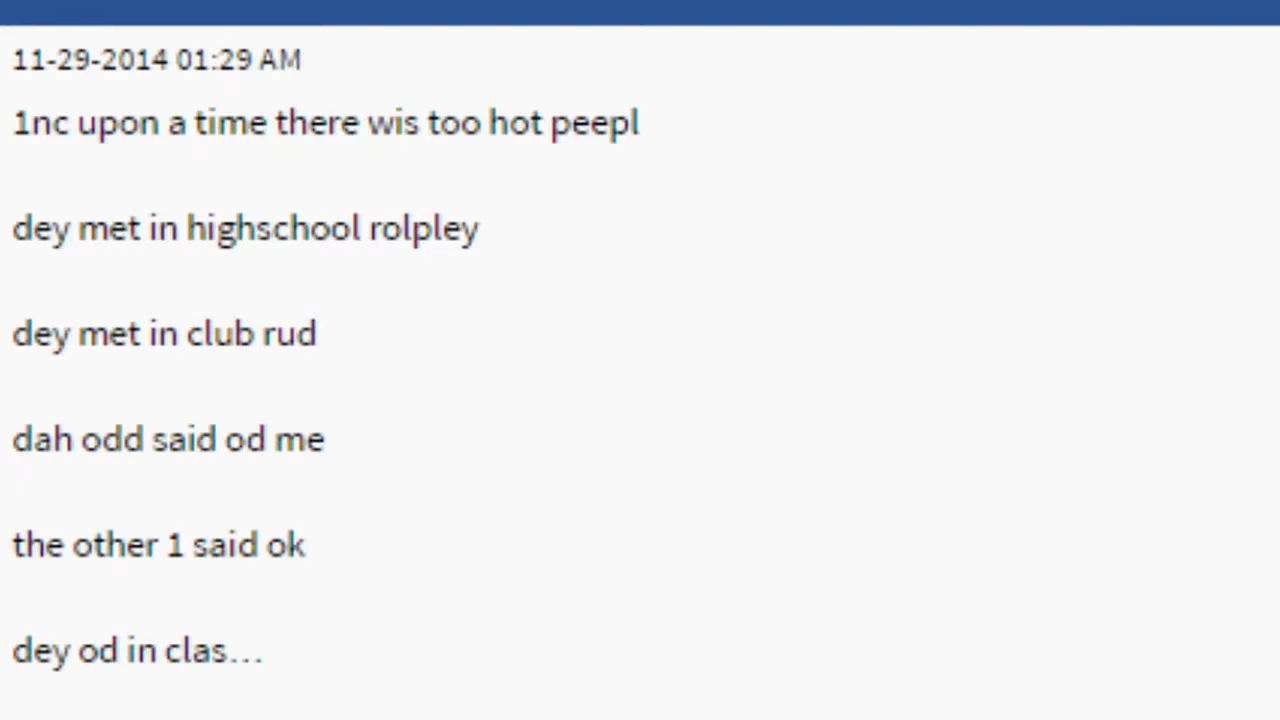 11-29-2014 01:29 AM
1nc upon a time there wis too hot peepl
dey met in highschool rolpley
dey met in club rud
dah odd said od me
the other 1 said ok
dey od in clas…